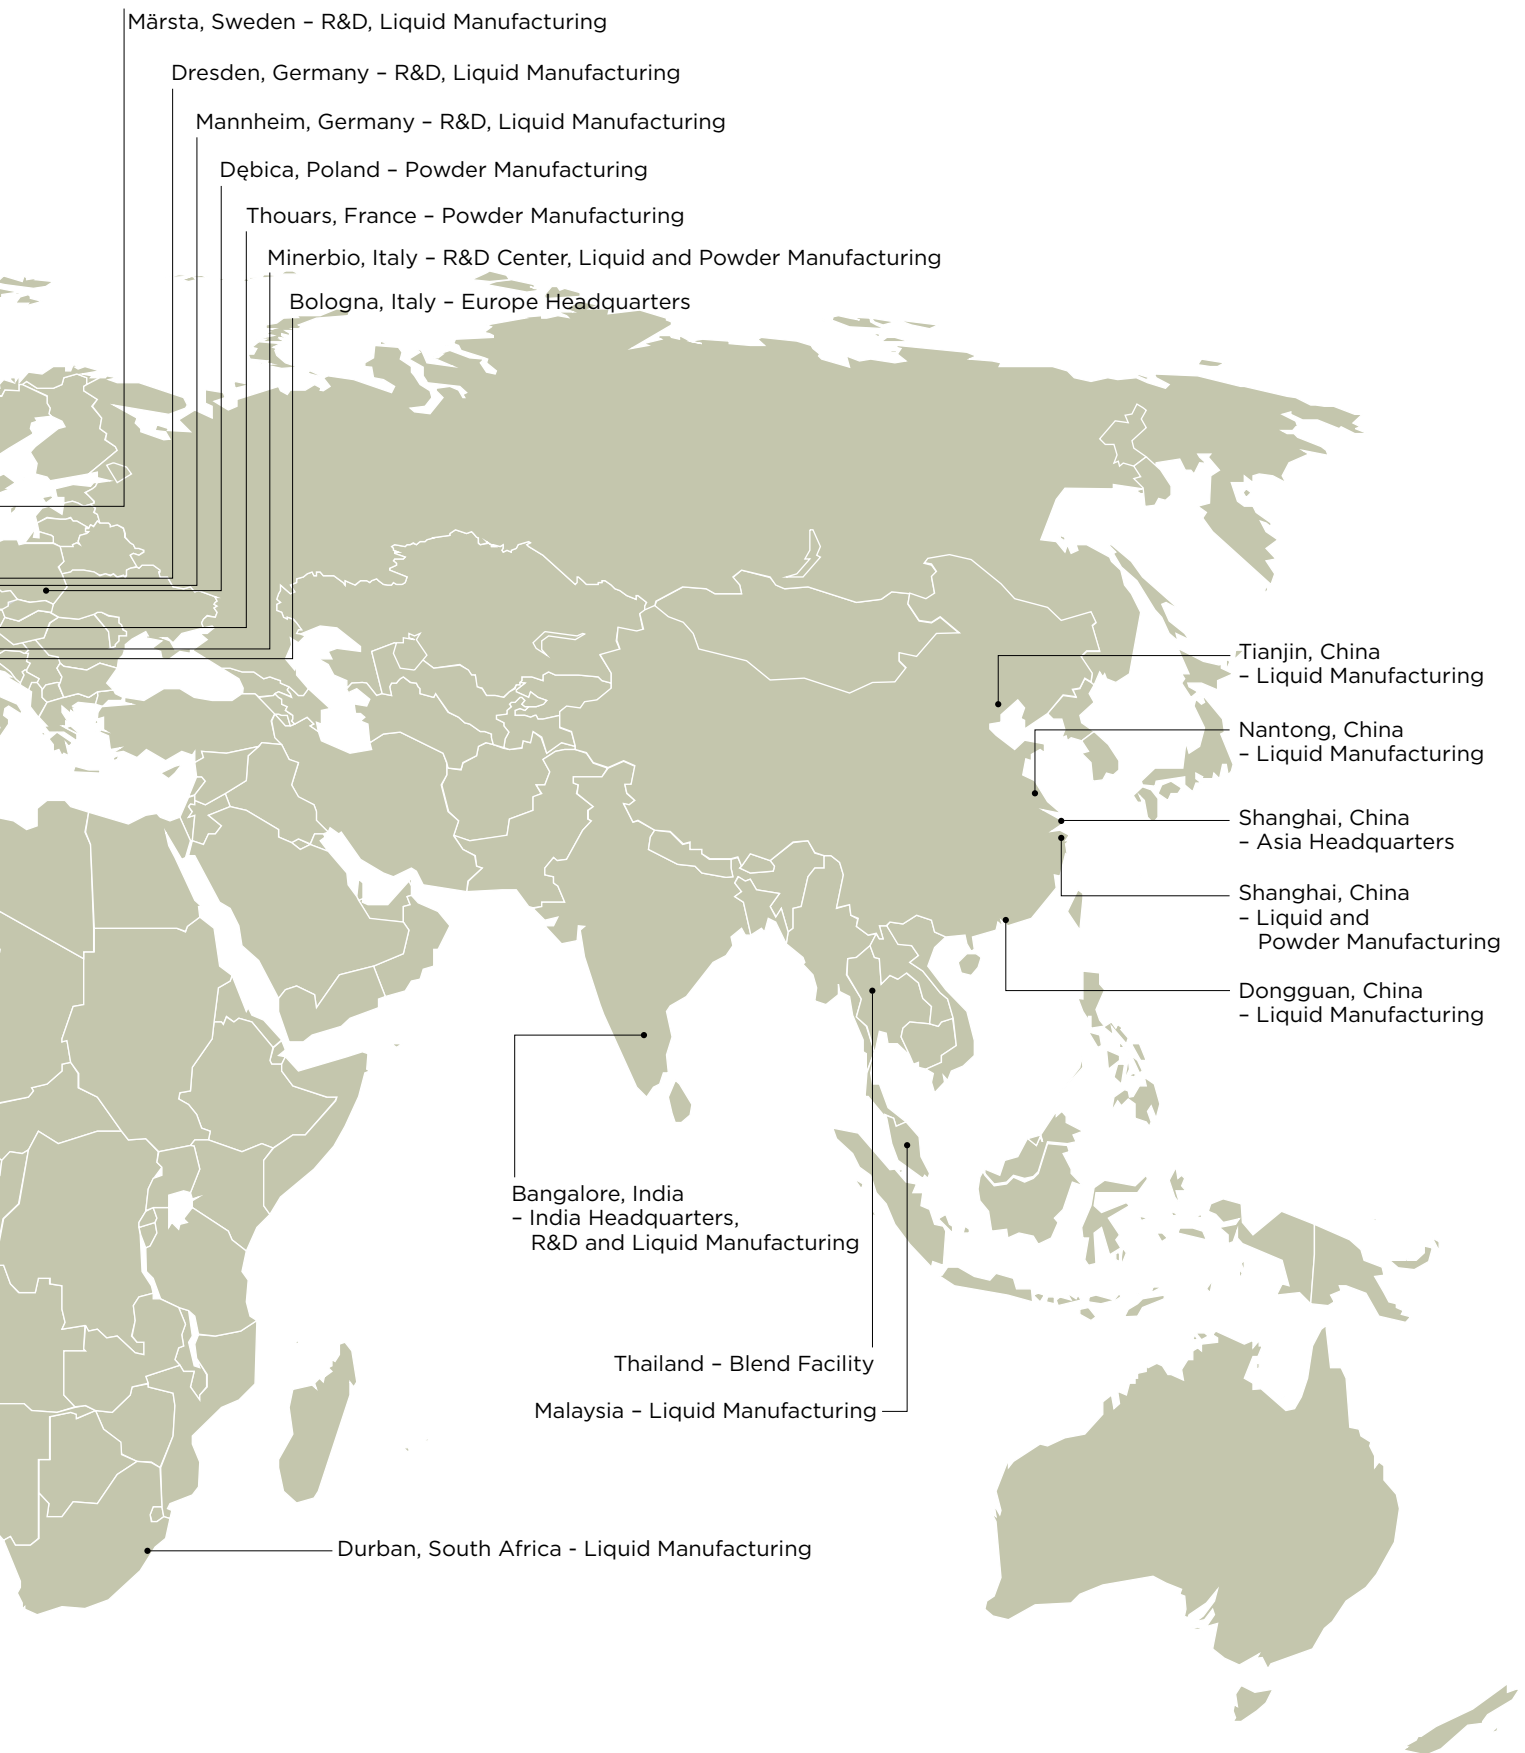 Märsta, Sweden – R&D, Liquid Manufacturing
Dresden, Germany – R&D, Liquid Manufacturing
Mannheim, Germany – R&D, Liquid Manufacturing
Dębica, Poland – Powder Manufacturing
Thouars, France – Powder Manufacturing
Minerbio, Italy – R&D Center, Liquid and Powder Manufacturing
Bologna, Italy – Europe Headquarters
Tianjin, China
– Liquid Manufacturing
Nantong, China
– Liquid Manufacturing
Shanghai, China
– Asia Headquarters
Shanghai, China
– Liquid and
Powder Manufacturing
Dongguan, China
– Liquid Manufacturing
Bangalore, India
– India Headquarters,
R&D and Liquid Manufacturing
Thailand – Blend Facility
Malaysia – Liquid Manufacturing
Durban, South Africa - Liquid Manufacturing